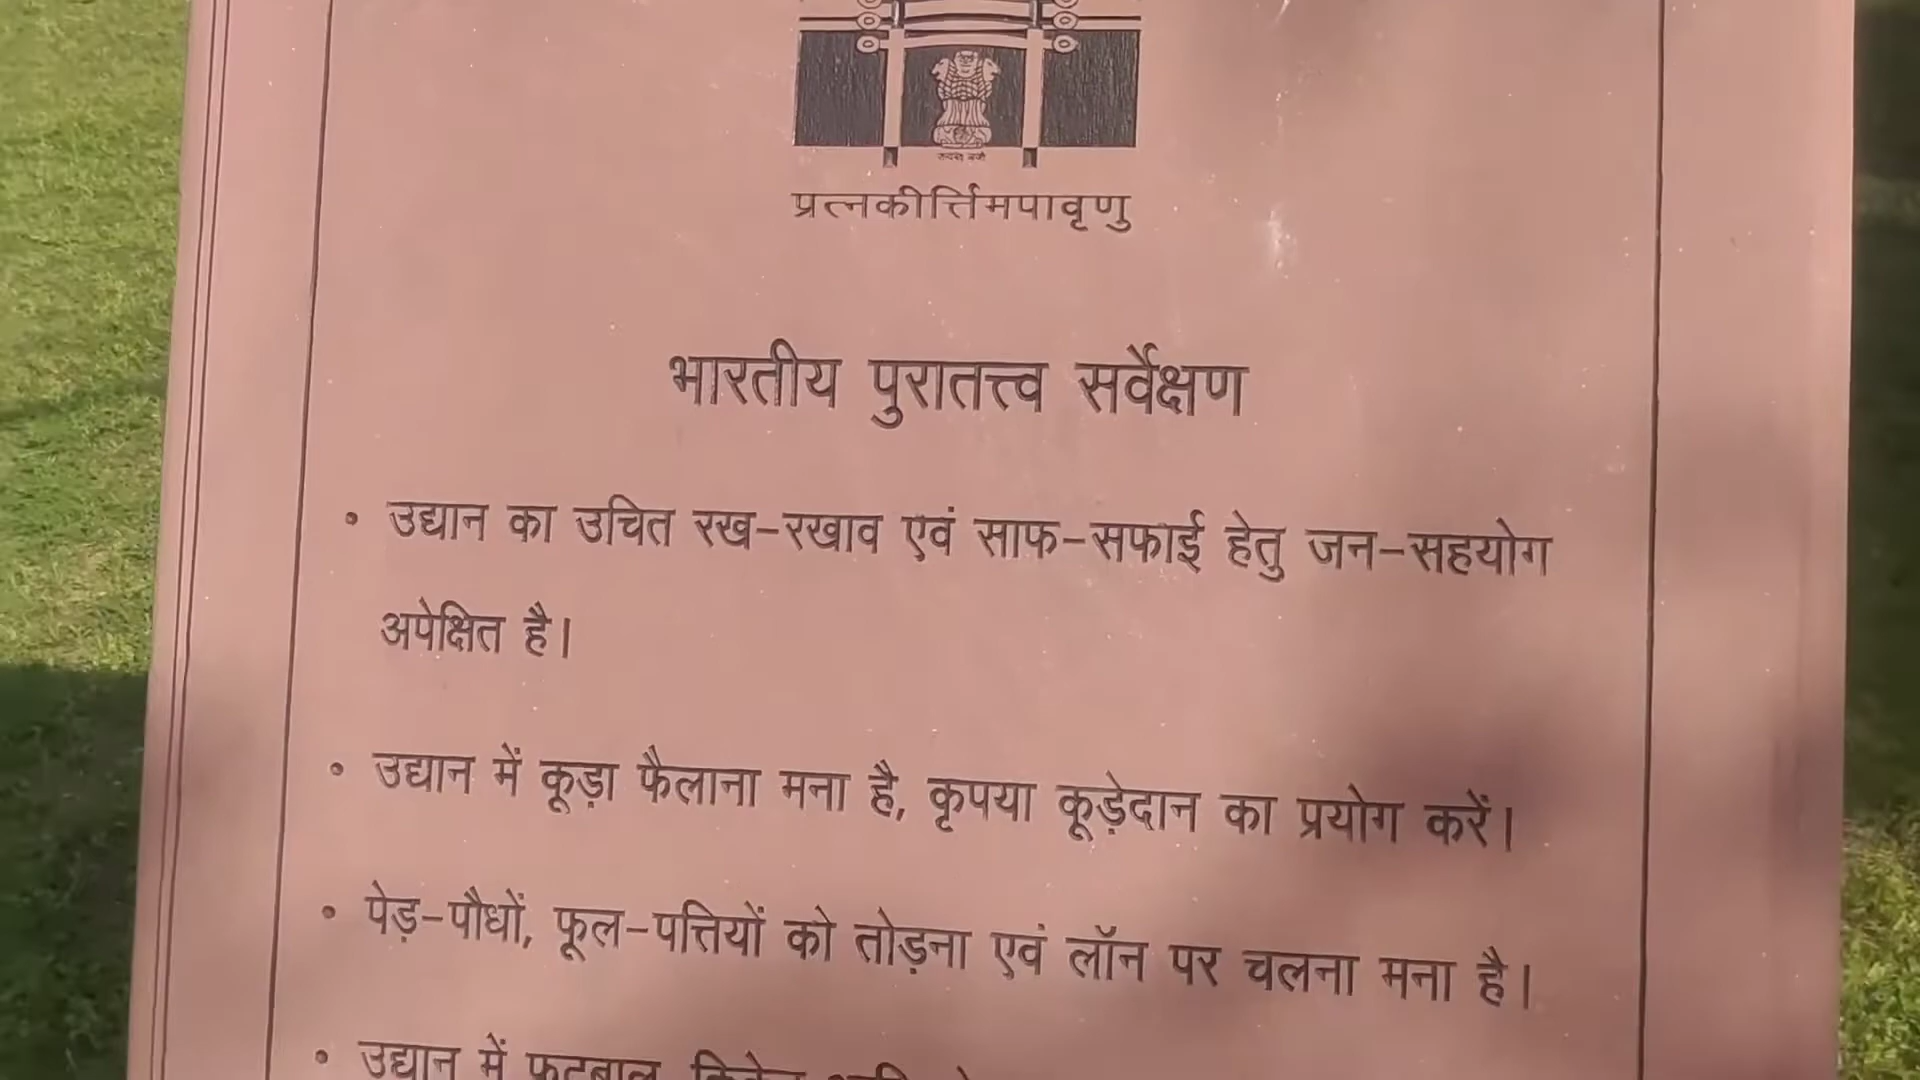 प्रत्नकीर्त्तिमपावृणु
भारतीय पुरातत्त्व सर्वेक्षण
• उद्यान का उचित रख-रखाव एवं साफ-सफाई हेतु जन-सहयोग
अपेक्षित है।
• उद्यान में कूड़ा फैलाना मना है, कृपया कूड़ेदान का प्रयोग करें।
• पेड़-पौधों, फूल-पत्तियों को तोड़ना एवं लॉन पर चलना मना है।
• उद्यान में फुटबाल,